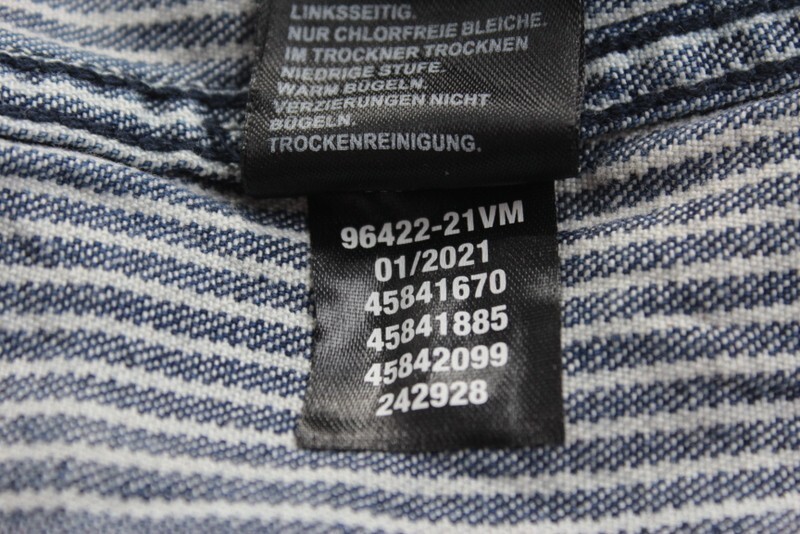 LINKSSEITIG.
NUR CHLORFREIE BLEICHE.
IM TROCKNER TROCKNEN
NIEDRIGE STUFE.
WARM BÜGELN.
VERZIERUNGEN NICHT
BÜGELN.
TROCKENREINIGUNG.
96422-21VM
01/2021
45841670
45841885
45842099
242928